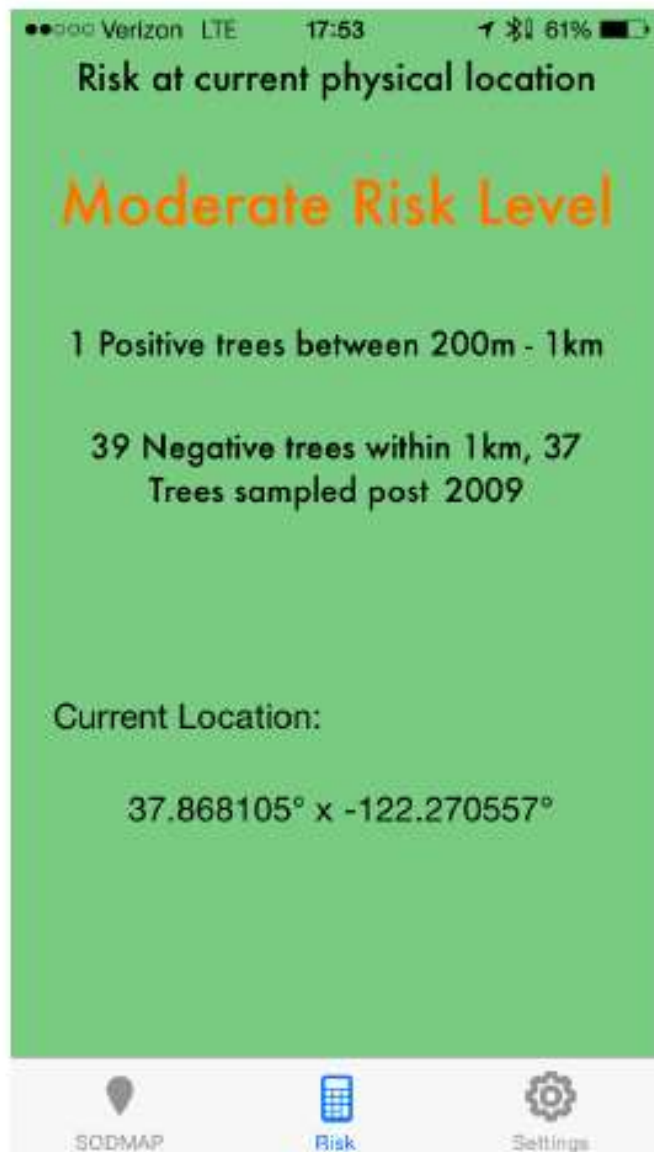 Verizon LTE 17:53 61%
Risk at current physical location
Moderate Risk Level
1 Positive trees between 200m - 1km
39 Negative trees within 1km, 37
Trees sampled post 2009
Current Location:
37.868105° x -122.270557°
SODMAP Risk Settings